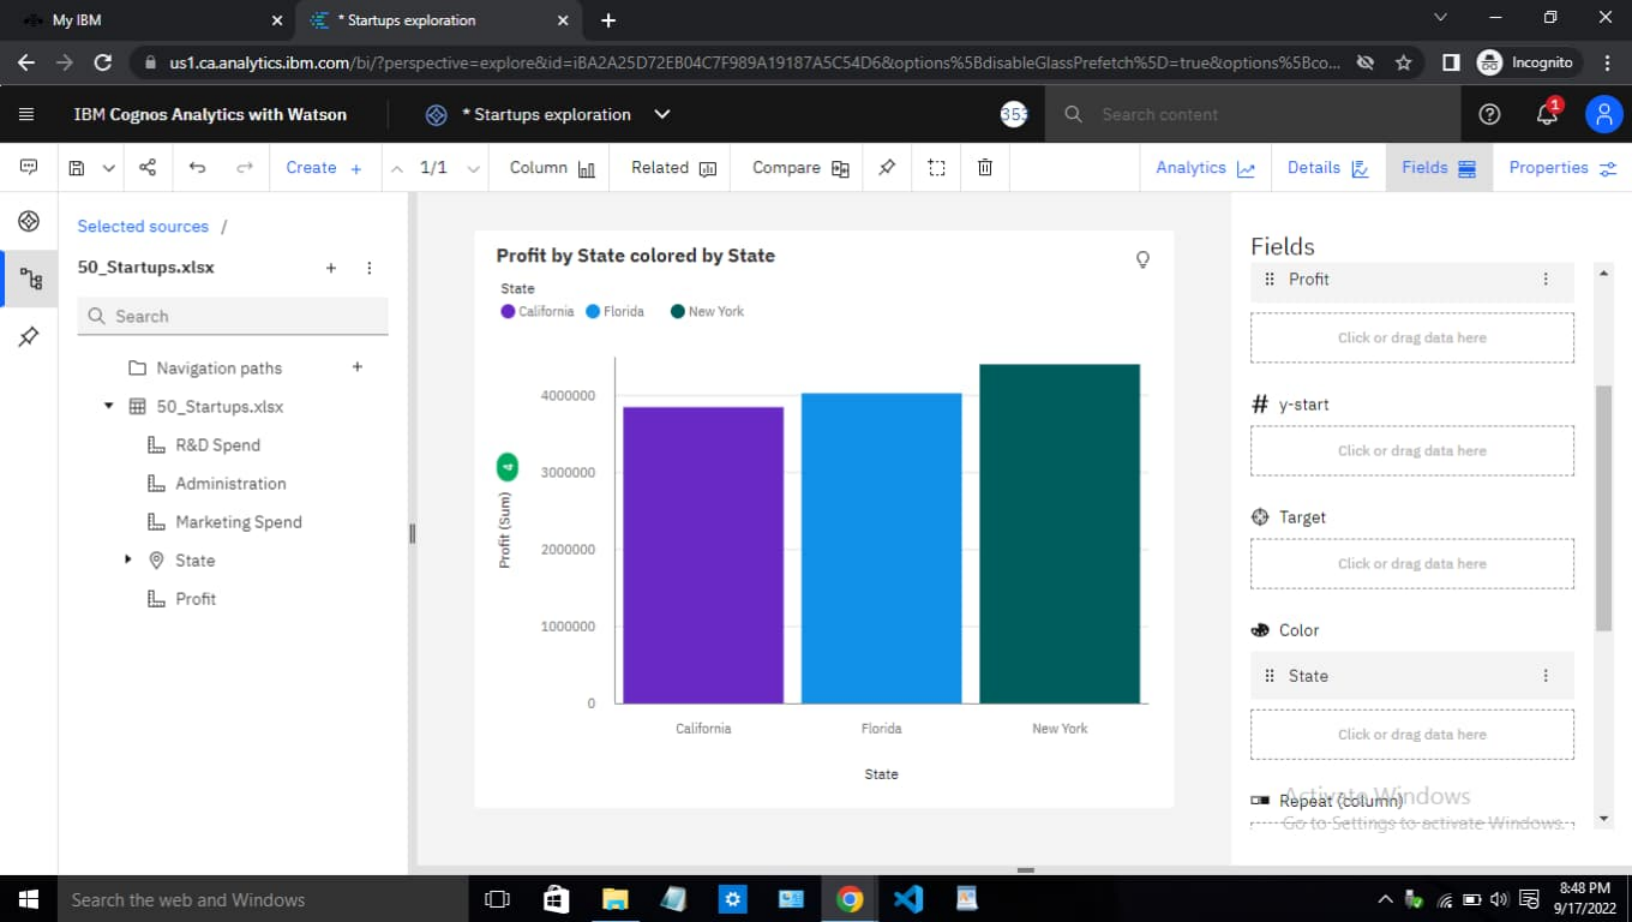 My IBM
* Startups exploration
us1.ca.analytics.ibm.com/bi/?perspective=explore&id=iBA2A25D72EB04C7F989A19187A5C54D6&options%5BdisableGlassPrefetch%5D=true&options%5Bco...
Incognito
IBM Cognos Analytics with Watson
* Startups exploration
353
Search content
1
Create +
1/1
Column
Related
Compare
Analytics
Details
Fields
Properties
Selected sources /
50_Startups.xlsx
Search
Navigation paths
50_Startups.xlsx
R&D Spend
Administration
Marketing Spend
State
Profit
Profit by State colored by State
State
California
Florida
New York
4000000
3000000
2000000
1000000
0
4
Profit (Sum)
California
Florida
New York
State
Fields
Profit
Click or drag data here
# y-start
Click or drag data here
Target
Click or drag data here
Color
State
Click or drag data here
Repeat (column)
Activate Windows
Go to Settings to activate Windows.
Search the web and Windows
8:48 PM
9/17/2022